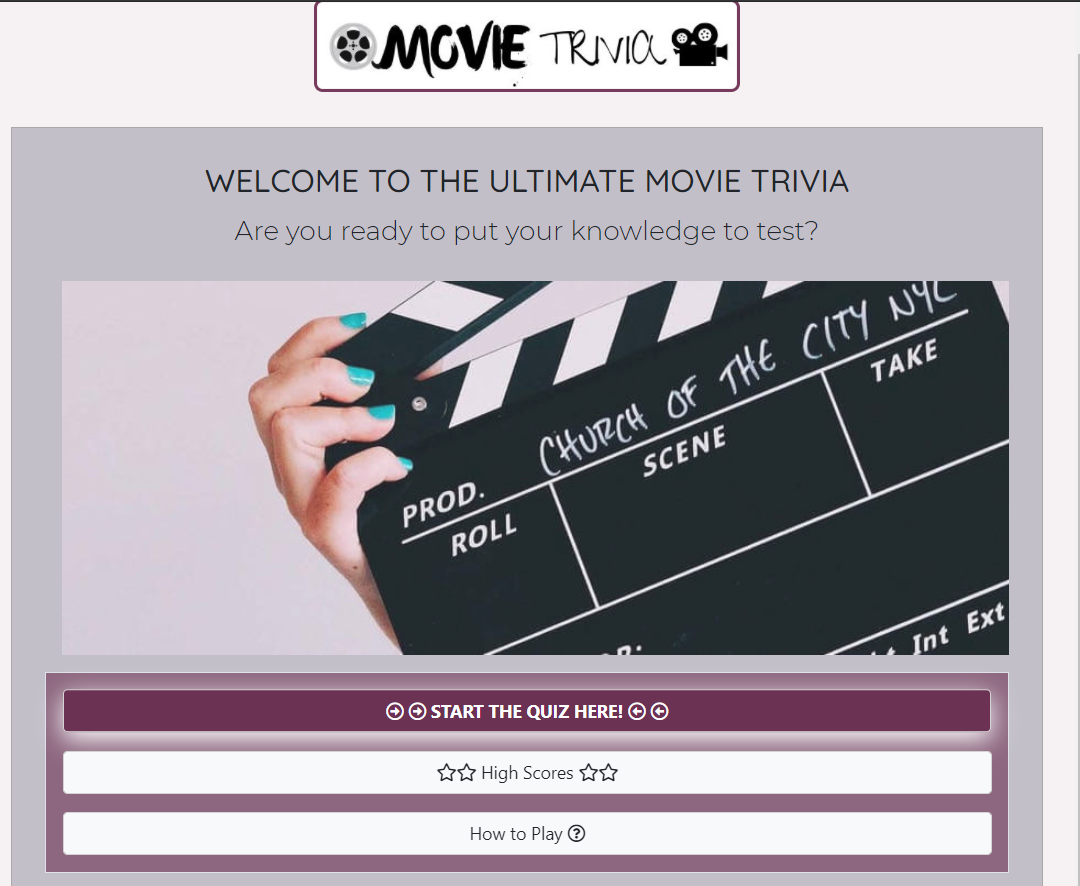 MOVIE TRIVIA
WELCOME TO THE ULTIMATE MOVIE TRIVIA
Are you ready to put your knowledge to test?
CHURCH OF THE CITY NYC
PROD.
ROLL
SCENE
TAKE
Int Ext
START THE QUIZ HERE!
High Scores
How to Play